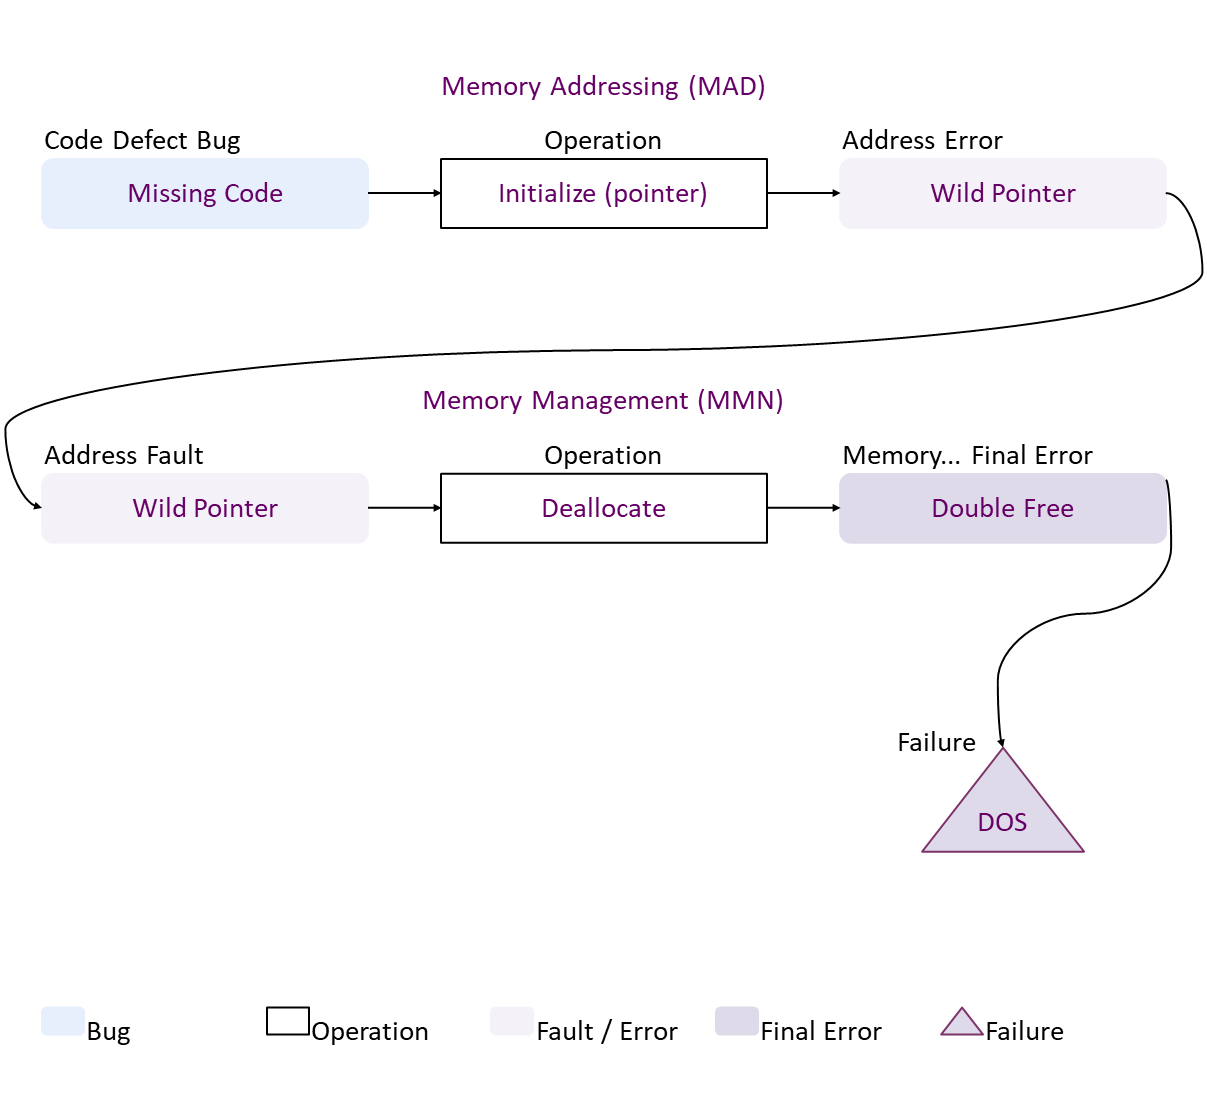 Memory Addressing (MAD)
Code Defect Bug
Operation
Address Error
Missing Code
Initialize (pointer)
Wild Pointer
Memory Management (MMN)
Address Fault
Operation
Memory... Final Error
Wild Pointer
Deallocate
Double Free
Failure
DOS
Bug
Operation
Fault / Error
Final Error
Failure